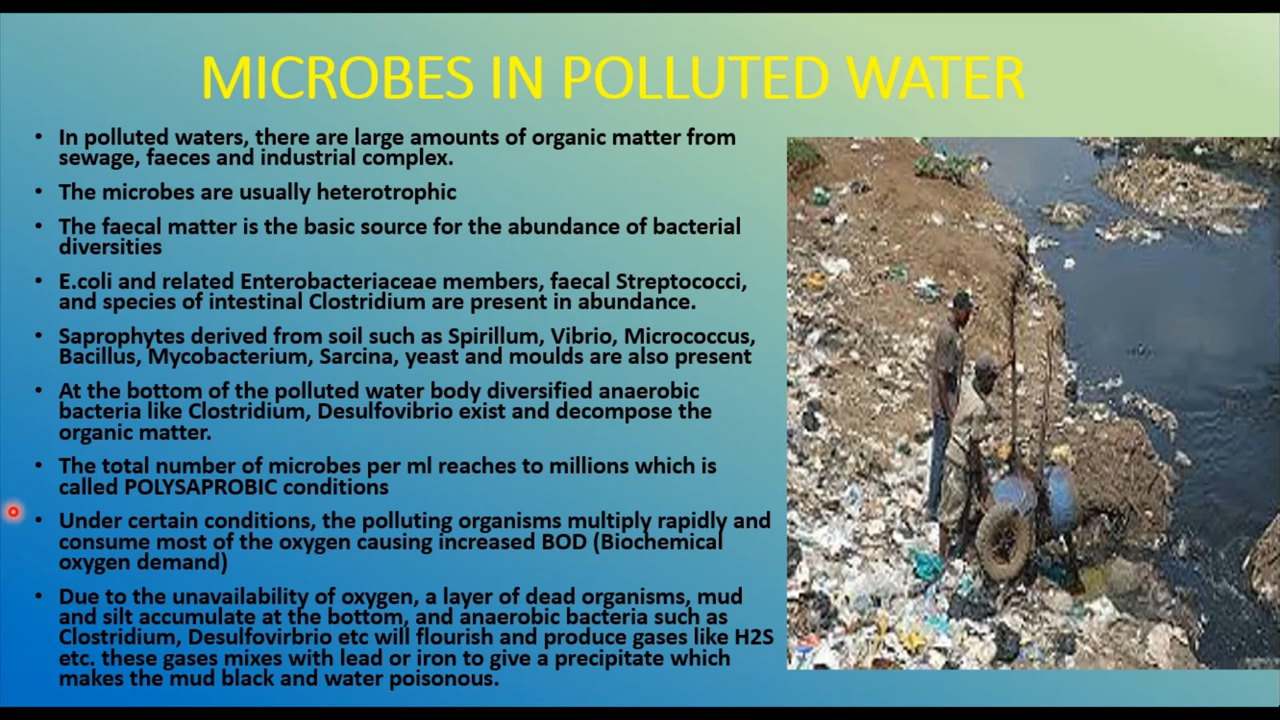 MICROBES IN POLLUTED WATER
• In polluted waters, there are large amounts of organic matter from
sewage, faeces and industrial complex.
• The microbes are usually heterotrophic
• The faecal matter is the basic source for the abundance of bacterial
diversities
• E.coli and related Enterobacteriaceae members, faecal Streptococci,
and species of intestinal Clostridium are present in abundance.
• Saprophytes derived from soil such as Spirillum, Vibrio, Micrococcus,
Bacillus, Mycobacterium, Sarcina, yeast and moulds are also present
• At the bottom of the polluted water body diversified anaerobic
bacteria like Clostridium, Desulfovibrio exist and decompose the
organic matter.
• The total number of microbes per ml reaches to millions which is
called POLYSAPROBIC conditions
• Under certain conditions, the polluting organisms multiply rapidly and
consume most of the oxygen causing increased BOD (Biochemical
oxygen demand)
• Due to the unavailability of oxygen, a layer of dead organisms, mud
and silt accumulate at the bottom, and anaerobic bacteria such as
Clostridium, Desulfovirbrio etc will flourish and produce gases like H2S
etc. these gases mixes with lead or iron to give a precipitate which
makes the mud black and water poisonous.